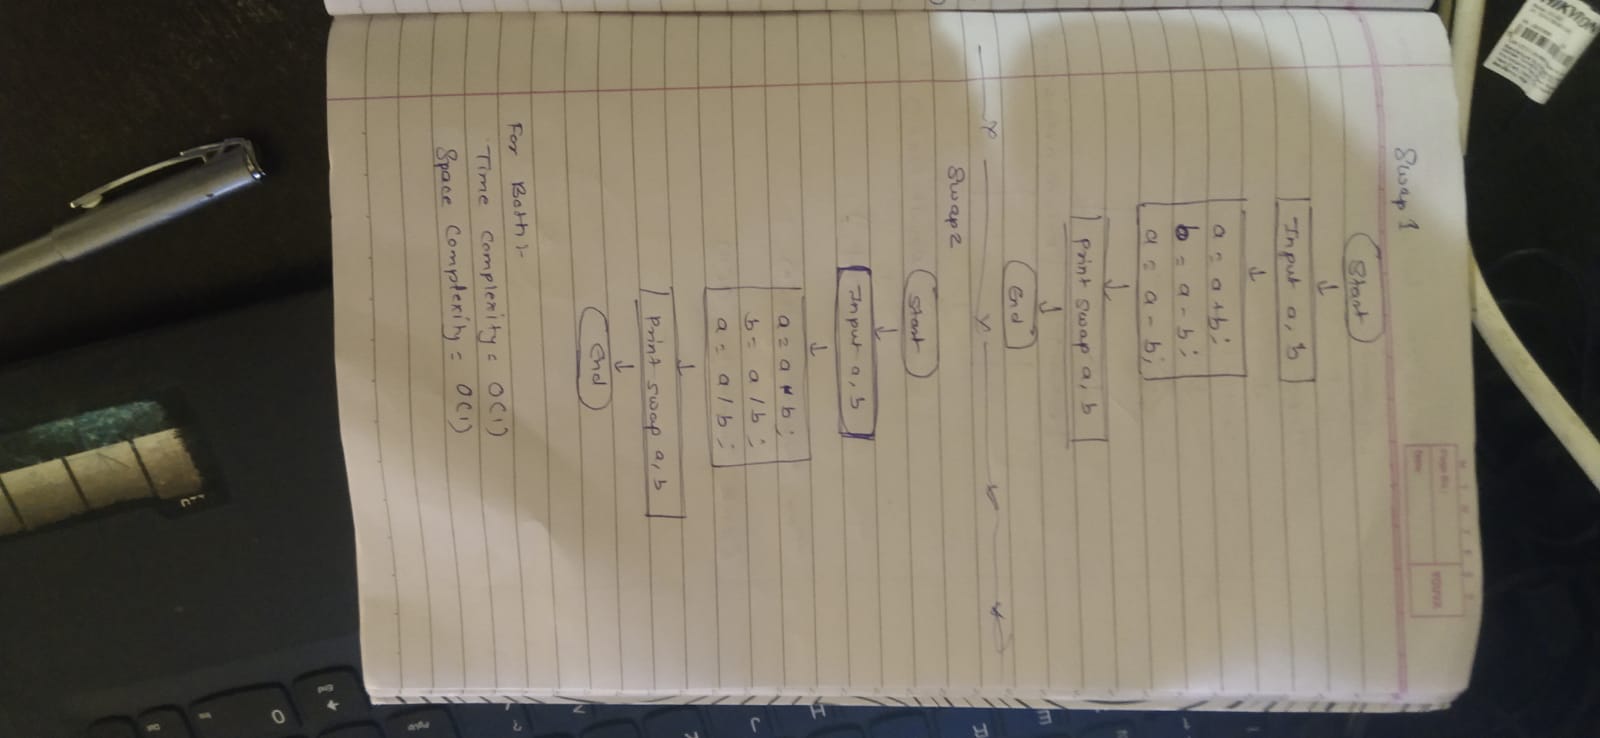 Swap 1
Start
Input a, b
a = a + b;
b = a - b;
a = a - b;
print swap a, b
End
Swap 2
Start
Input a, b
a = a * b;
b = a / b;
a = a / b;
print swap a, b
End
For Both :-
Time complexity = O(1)
Space complexity = O(1)
HIKVISION